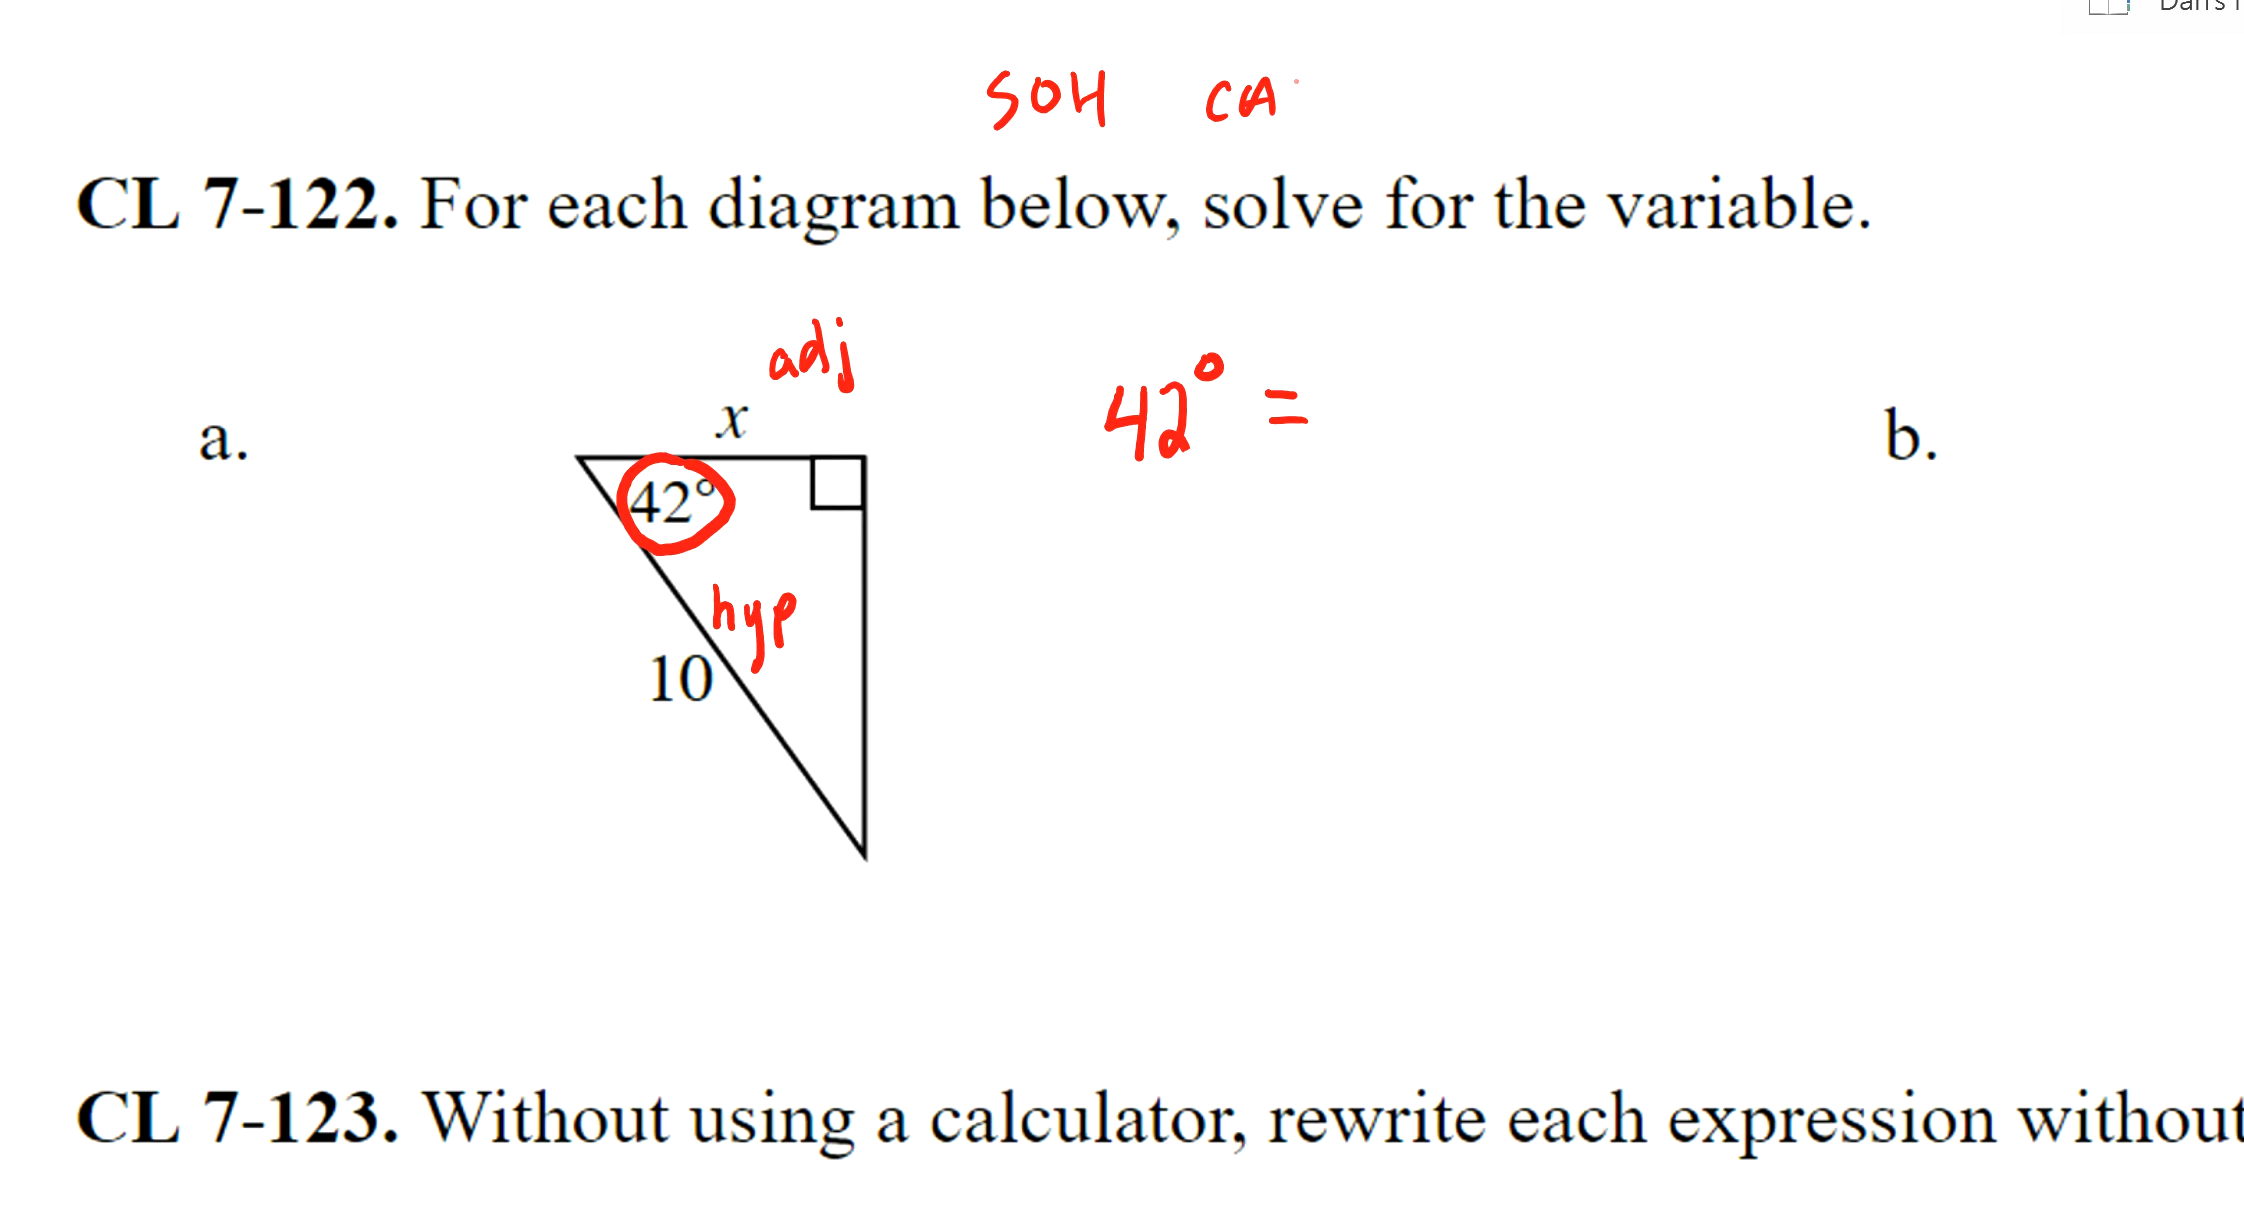 SOH CA
CL 7-122. For each diagram below, solve for the variable.
adj
42° =
x
a.
b.
42°
hyp
10
CL 7-123. Without using a calculator, rewrite each expression without